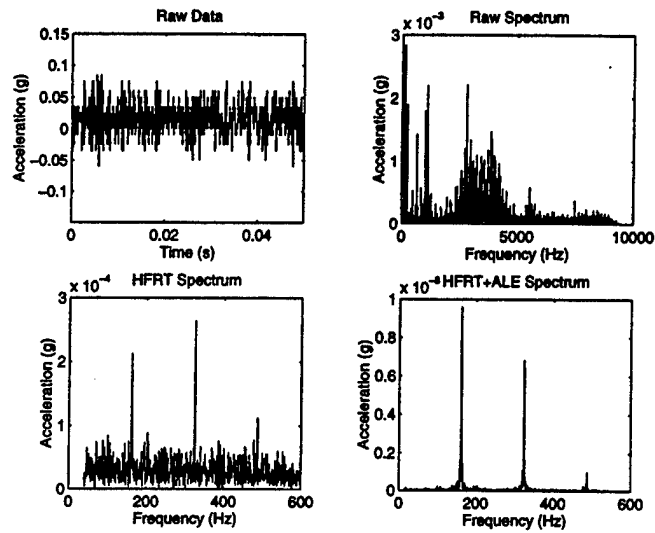 Raw Data
0.15
0.1
0.05
0
−0.05
−0.1
Acceleration (g)
0 0.02 0.04
Time (s)
Raw Spectrum
x 10⁻³
3
2
1
0
Acceleration (g)
0 5000 10000
Frequency (Hz)
HFRT Spectrum
x 10⁻⁴
3
2
1
0
Acceleration (g)
0 200 400 600
Frequency (Hz)
HFRT+ALE Spectrum
x 10⁻⁸
1
0.8
0.6
0.4
0.2
0
Acceleration (g)
0 200 400 600
Frequency (Hz)